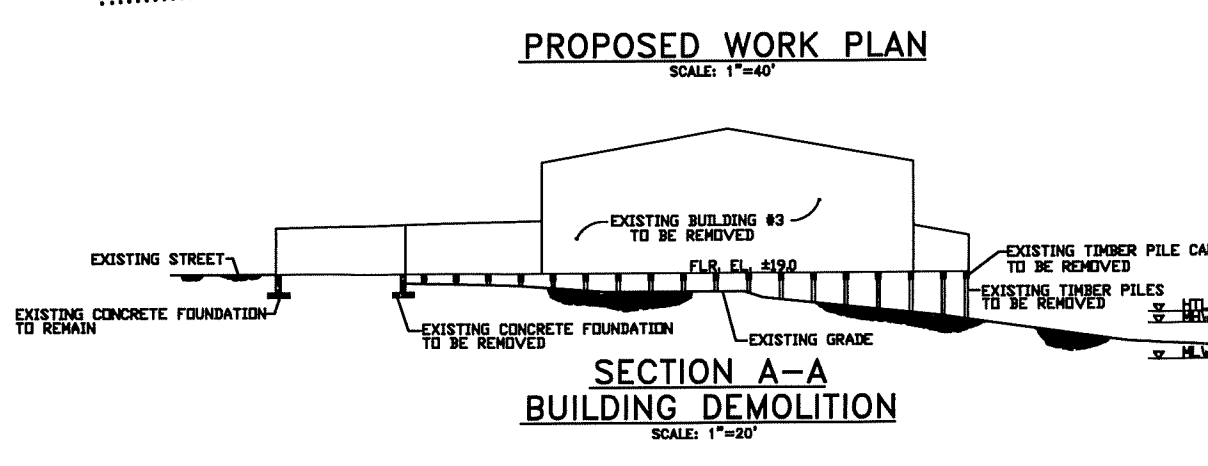 PROPOSED WORK PLAN
SCALE: 1"=40'
EXISTING BUILDING #3
TO BE REMOVED
EXISTING STREET
FLR. EL. ±19.0
EXISTING TIMBER PILE
TO BE REMOVED
EXISTING TIMBER PILES
TO BE REMOVED
EXISTING CONCRETE FOUNDATION
TO REMAIN
EXISTING CONCRETE FOUNDATION
TO BE REMOVED
EXISTING GRADE
HTL
MLW
SECTION A-A
BUILDING DEMOLITION
SCALE: 1"=20'